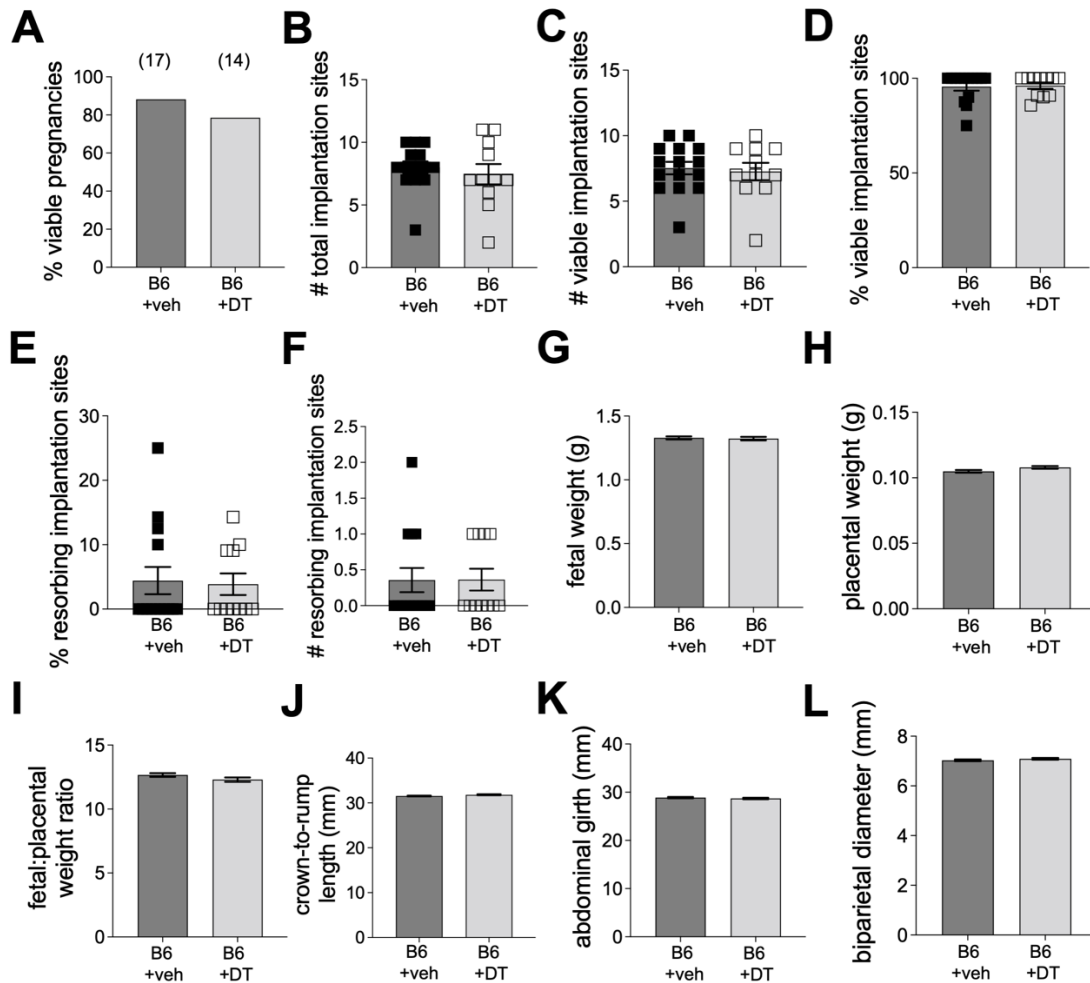 A
% viable pregnancies
(17)
(14)
100
80
60
40
20
0
B6
+veh
B6
+DT
B
# total implantation sites
15
10
5
0
B6
+veh
B6
+DT
C
# viable implantation sites
15
10
5
0
B6
+veh
B6
+DT
D
% viable implantation sites
100
50
0
B6
+veh
B6
+DT
E
% resorbing implantation sites
30
20
10
0
B6
+veh
B6
+DT
F
# resorbing implantation sites
2.5
2.0
1.5
1.0
0.5
0.0
B6
+veh
B6
+DT
G
fetal weight (g)
1.5
1.0
0.5
0.0
B6
+veh
B6
+DT
H
placental weight (g)
0.15
0.10
0.05
0.00
B6
+veh
B6
+DT
I
fetal:placental
weight ratio
15
10
5
0
B6
+veh
B6
+DT
J
crown-to-rump
length (mm)
40
30
20
10
0
B6
+veh
B6
+DT
K
abdominal girth (mm)
40
30
20
10
0
B6
+veh
B6
+DT
L
biparietal diameter (mm)
8
6
4
2
0
B6
+veh
B6
+DT